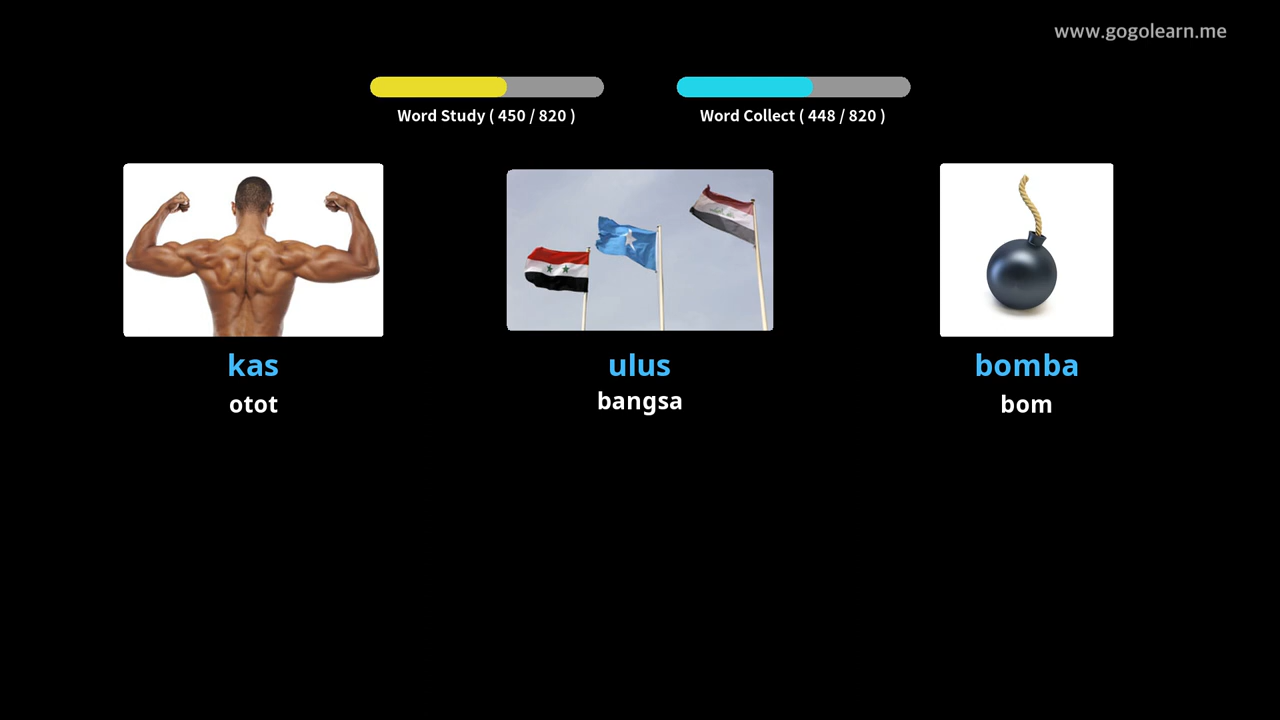 www.gogolearn.me
Word Study ( 450 / 820 )
Word Collect ( 448 / 820 )
kas
otot
ulus
bangsa
bomba
bom